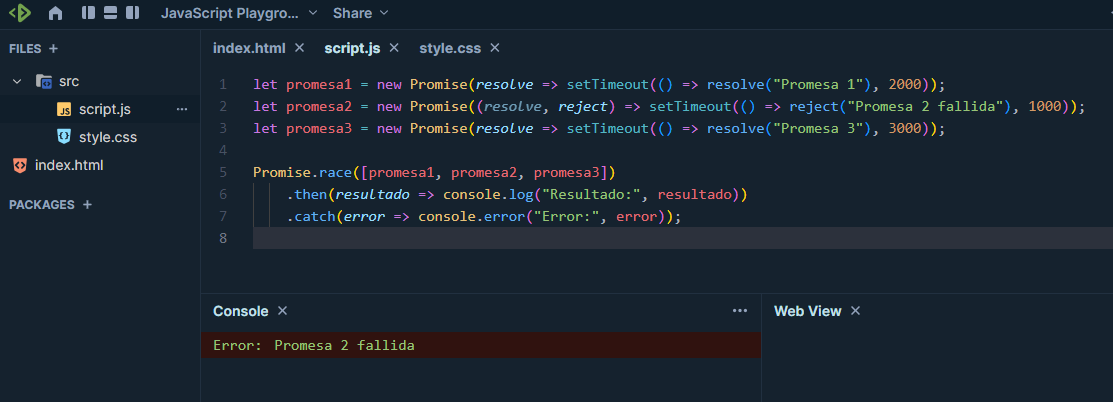 JavaScript Playgro... Share
FILES +
index.html script.js style.css
src
script.js ...
style.css
index.html
PACKAGES +
1 let promesa1 = new Promise(resolve => setTimeout(() => resolve("Promesa 1"), 2000));
2 let promesa2 = new Promise((resolve, reject) => setTimeout(() => reject("Promesa 2 fallida"), 1000));
3 let promesa3 = new Promise(resolve => setTimeout(() => resolve("Promesa 3"), 3000));
4
5 Promise.race([promesa1, promesa2, promesa3])
6 .then(resultado => console.log("Resultado:", resultado))
7 .catch(error => console.error("Error:", error));
8
Console ...
Error: Promesa 2 fallida
Web View